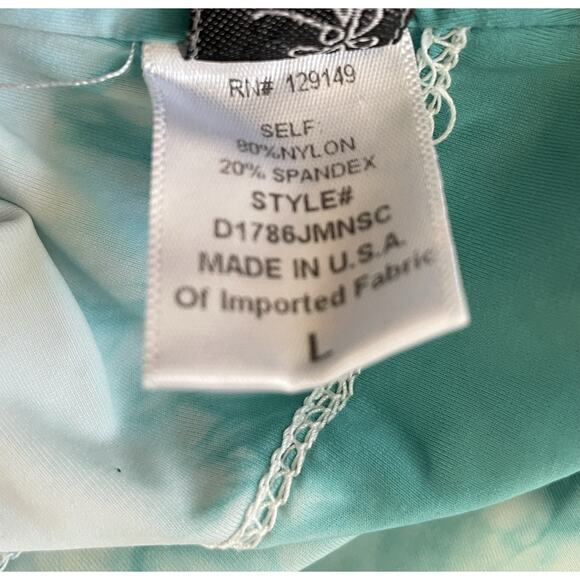 RN# 129149
SELF:
80%NYLON
20% SPANDEX
STYLE#
D1786JMNSC
MADE IN U.S.A.
Of Imported Fabric
L